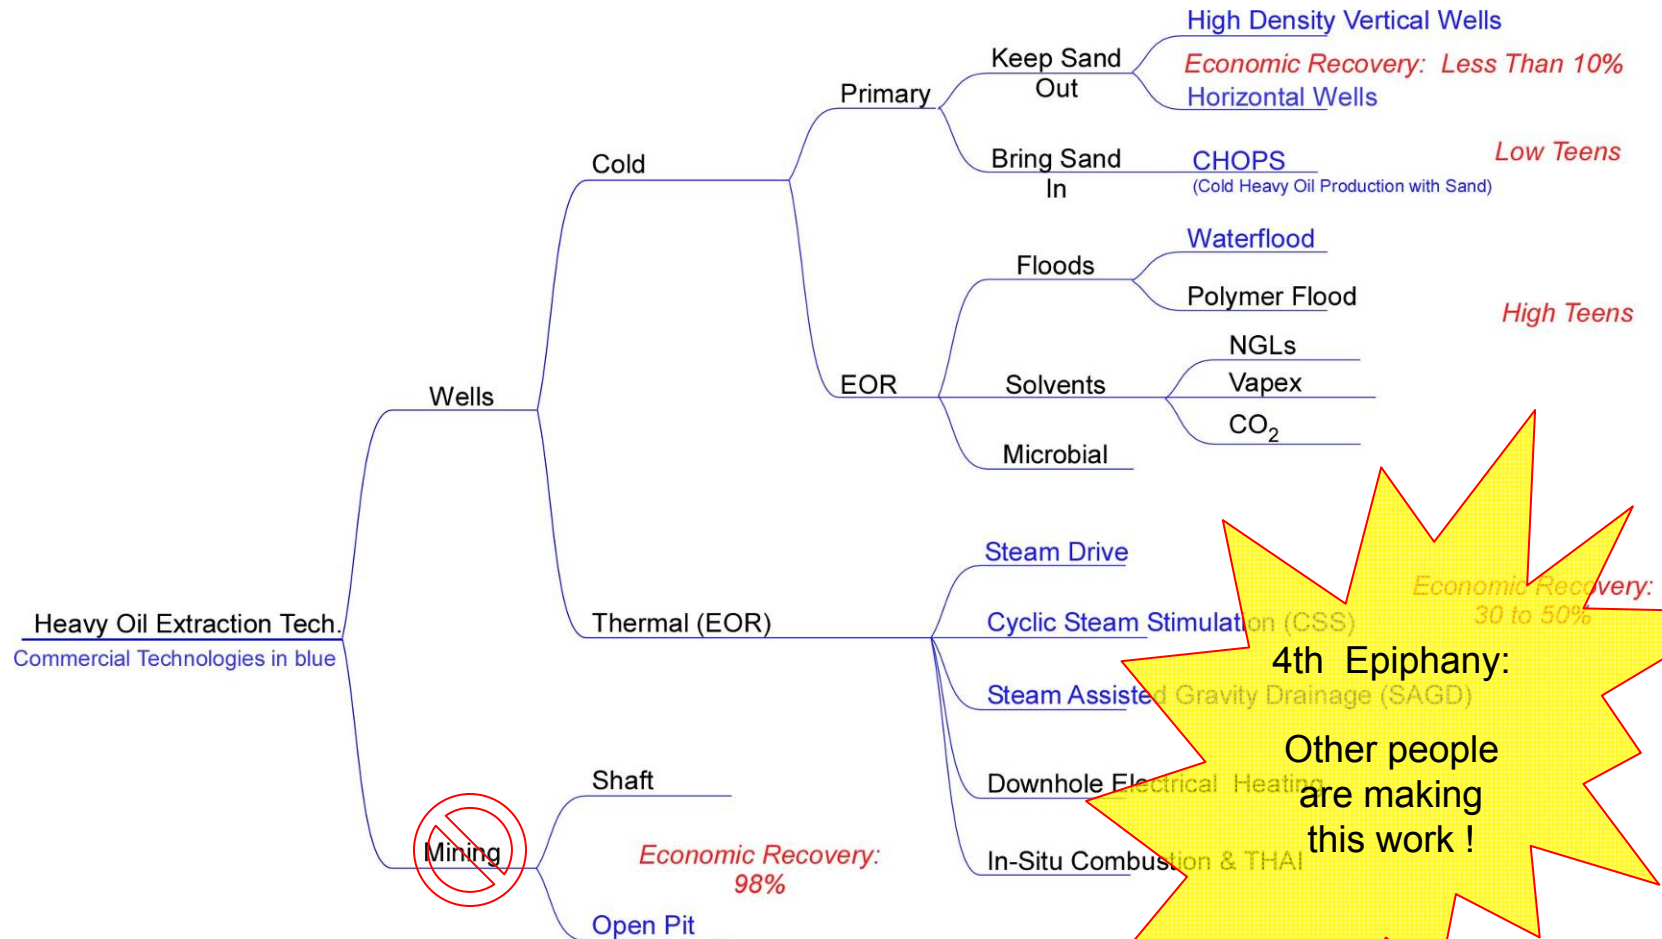 High Density Vertical Wells
Keep Sand
Out
Economic Recovery:  Less Than 10%
Primary
Horizontal Wells
Cold
Bring Sand
In
CHOPS
(Cold Heavy Oil Production with Sand)
Low Teens
Waterflood
Floods
Polymer Flood
High Teens
NGLs
EOR
Solvents
Vapex
CO2
Wells
Microbial
Steam Drive
Economic Recovery:
30 to 50%
Heavy Oil Extraction Tech.
Commercial Technologies in blue
Thermal (EOR)
Cyclic Steam Stimulation (CSS)
Steam Assisted Gravity Drainage (SAGD)
Downhole Electrical  Heating
In-Situ Combustion & THAI
4th  Epiphany:
Other people
are making
this work !
Shaft
Mining
Economic Recovery:
98%
Open Pit